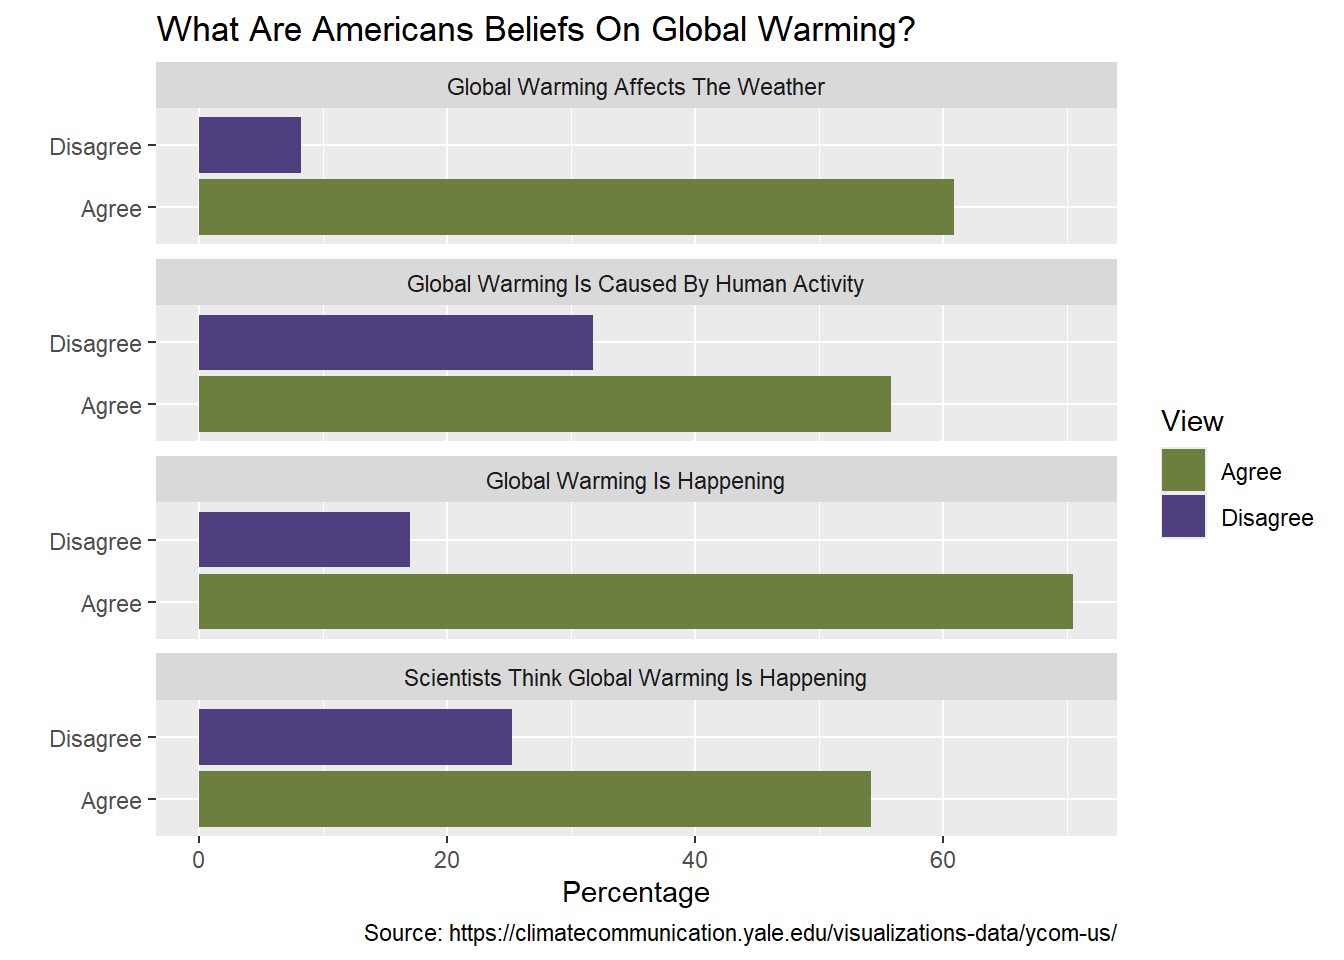 What Are Americans Beliefs On Global Warming?
Global Warming Affects The Weather
Disagree
Agree
Global Warming Is Caused By Human Activity
Disagree
Agree
Global Warming Is Happening
Disagree
Agree
Scientists Think Global Warming Is Happening
Disagree
Agree
0 20 40 60
Percentage
Source: https://climatecommunication.yale.edu/visualizations-data/ycom-us/
View
Agree
Disagree